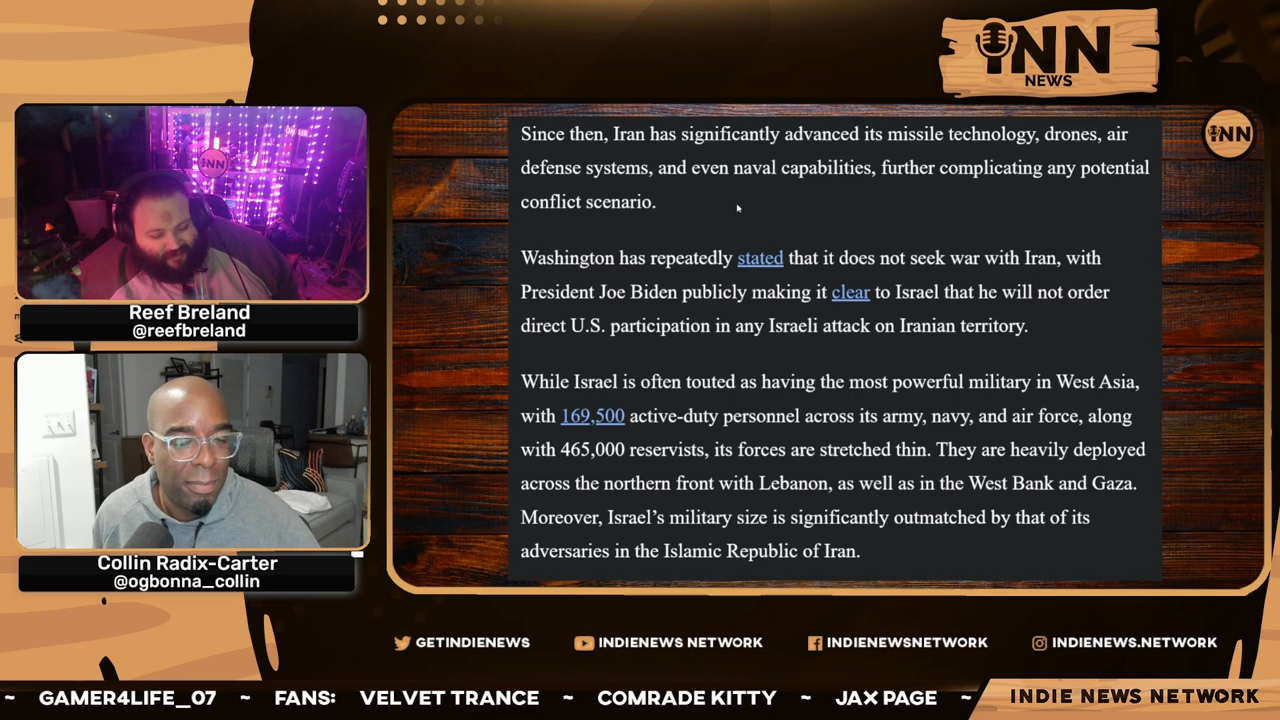 INN
NEWS
INN
Since then, Iran has significantly advanced its missile technology, drones, air
defense systems, and even naval capabilities, further complicating any potential
conflict scenario.
Washington has repeatedly stated that it does not seek war with Iran, with
President Joe Biden publicly making it clear to Israel that he will not order
direct U.S. participation in any Israeli attack on Iranian territory.
While Israel is often touted as having the most powerful military in West Asia,
with 169,500 active-duty personnel across its army, navy, and air force, along
with 465,000 reservists, its forces are stretched thin. They are heavily deployed
across the northern front with Lebanon, as well as in the West Bank and Gaza.
Moreover, Israel’s military size is significantly outmatched by that of its
adversaries in the Islamic Republic of Iran.
INN
Reef Breland
@reefbreland
Collin Radix-Carter
@ogbonna_collin
GETINDIENEWS
INDIENEWS NETWORK
INDIENEWSNETWORK
INDIENEWS.NETWORK
~ GAMER4LIFE_07 ~ FANS: VELVET TRANCE ~ COMRADE KITTY ~ JAX PAGE ~
INDIE NEWS NETWORK